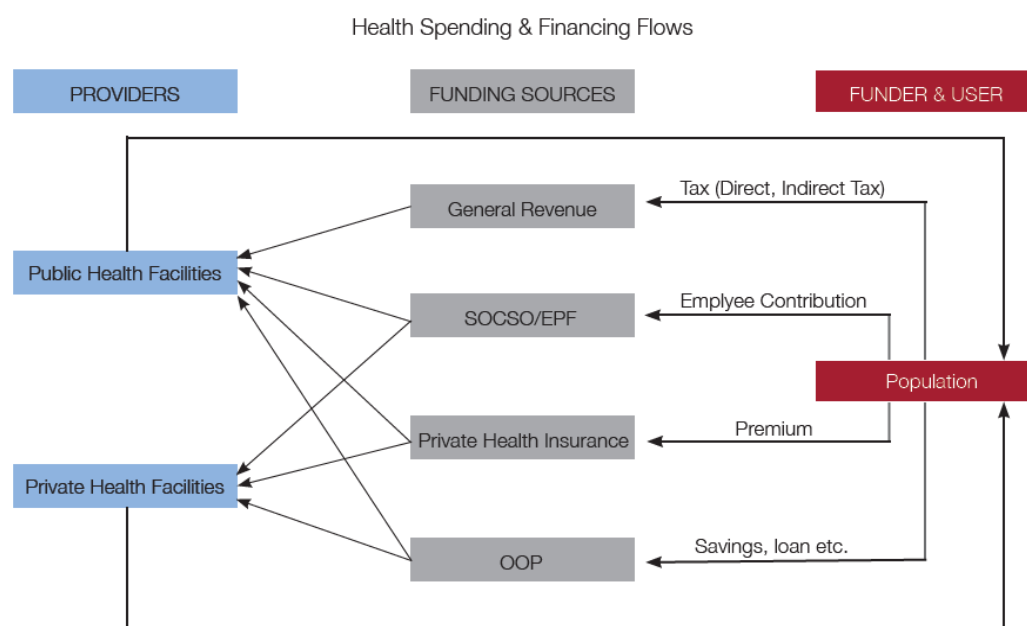 Health Spending & Financing Flows
PROVIDERS
FUNDING SOURCES
FUNDER & USER
General Revenue
Tax (Direct, Indirect Tax)
Public Health Facilities
SOCSO/EPF
Emplyee Contribution
Population
Private Health Insurance
Premium
Private Health Facilities
OOP
Savings, loan etc.